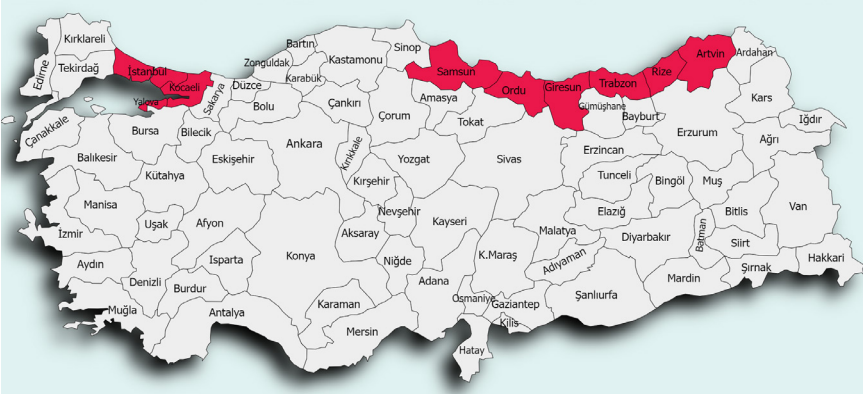 Kırklareli
Edirne
Tekirdağ
İstanbul
Kocaeli
Yalova
Sakarya
Düzce
Zonguldak
Bartın
Karabük
Kastamonu
Sinop
Samsun
Ordu
Giresun
Trabzon
Rize
Artvin
Ardahan
Çanakkale
Bursa
Bilecik
Bolu
Çankırı
Çorum
Amasya
Tokat
Gümüşhane
Bayburt
Erzurum
Kars
Iğdır
Ağrı
Balıkesir
Kütahya
Eskişehir
Ankara
Kırıkkale
Kırşehir
Yozgat
Sivas
Erzincan
Tunceli
Bingöl
Muş
Manisa
İzmir
Uşak
Afyon
Konya
Aksaray
Nevşehir
Kayseri
Malatya
Elazığ
Diyarbakır
Batman
Bitlis
Van
Siirt
Hakkari
Şırnak
Aydın
Denizli
Isparta
Burdur
Muğla
Antalya
Karaman
Mersin
Niğde
Adana
K.Maraş
Adıyaman
Osmaniye
Gaziantep
Kilis
Şanlıurfa
Mardin
Hatay